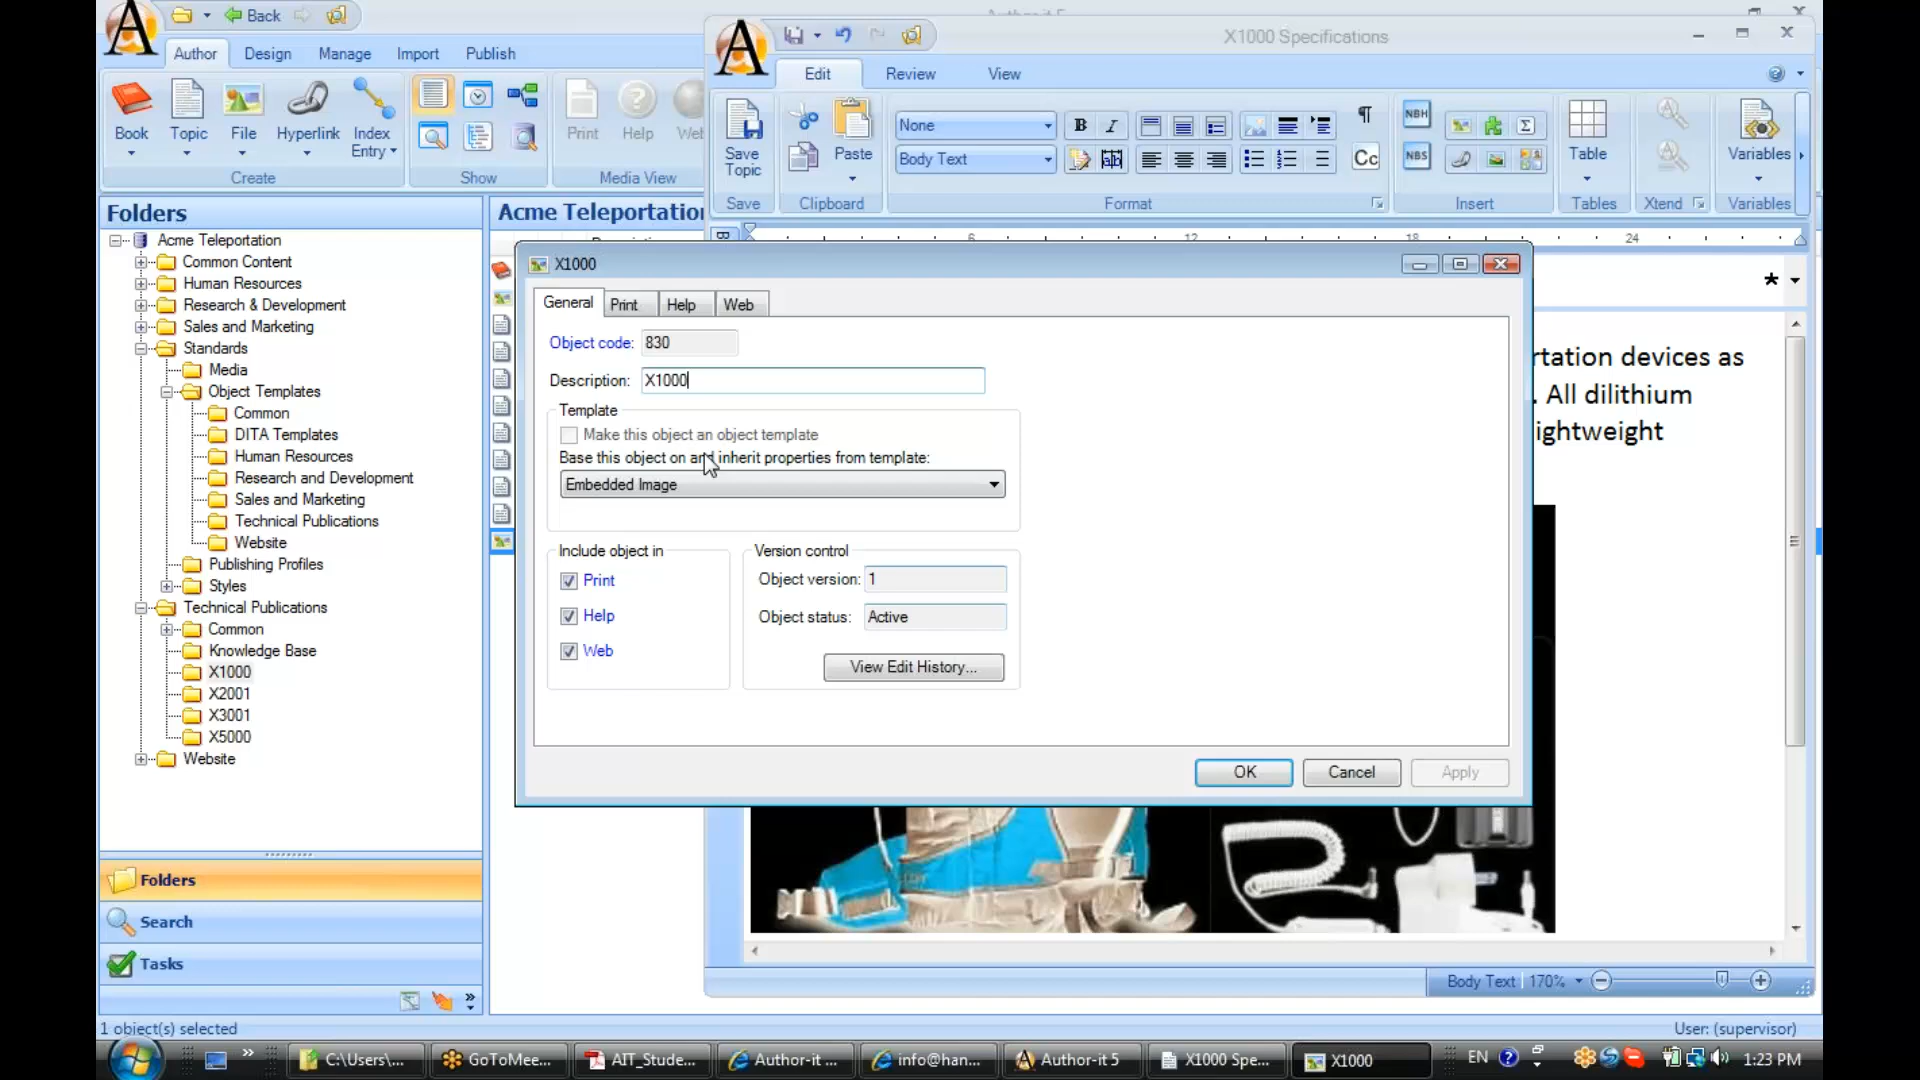 Back
Author Design Manage Import Publish
Book Topic File Hyperlink Index Entry
Create
Show
Print Help
Media View
X1000 Specifications
Edit Review View
Save Topic
Save
Paste
Clipboard
None
Body Text
B I
Cc
Format
NBH
NBS
Insert
Table
Tables
Xtend
Variables
Variables
Folders
Acme Teleportation
Common Content
Human Resources
Research & Development
Sales and Marketing
Standards
Media
Object Templates
Common
DITA Templates
Human Resources
Research and Development
Sales and Marketing
Technical Publications
Website
Publishing Profiles
Styles
Technical Publications
Common
Knowledge Base
X1000
X2001
X3001
X5000
Website
Folders
Search
Tasks
1 object(s) selected
Acme Teleportatio
6 12 18 24
X1000
General Print Help Web
Object code: 830
Description: X1000
Template
Make this object an object template
Base this object on and inherit properties from template:
Embedded Image
Include object in
Print
Help
Web
Version control
Object version: 1
Object status: Active
View Edit History...
OK Cancel Apply
rtation devices as
. All dilithium
ightweight
Body Text 170%
User: (supervisor)
C:\Users\... GoToMee... AIT_Stude... Author-it ... info@han... Author-it 5 X1000 Spe... X1000 EN 1:23 PM